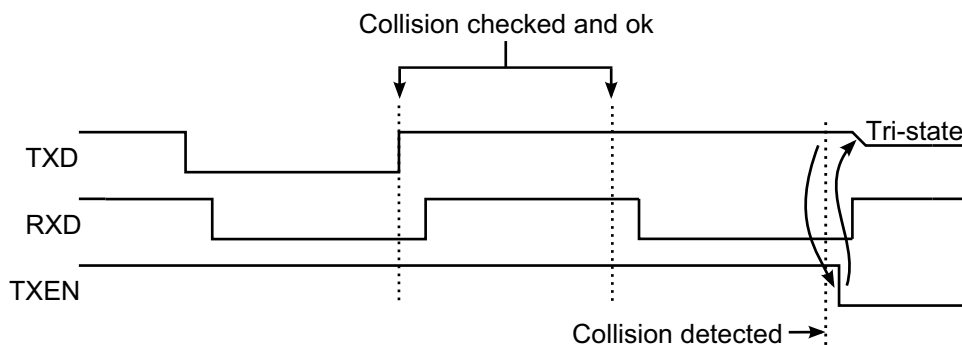 Collision checked and ok
Tri-state
TXD
RXD
TXEN
Collision detected